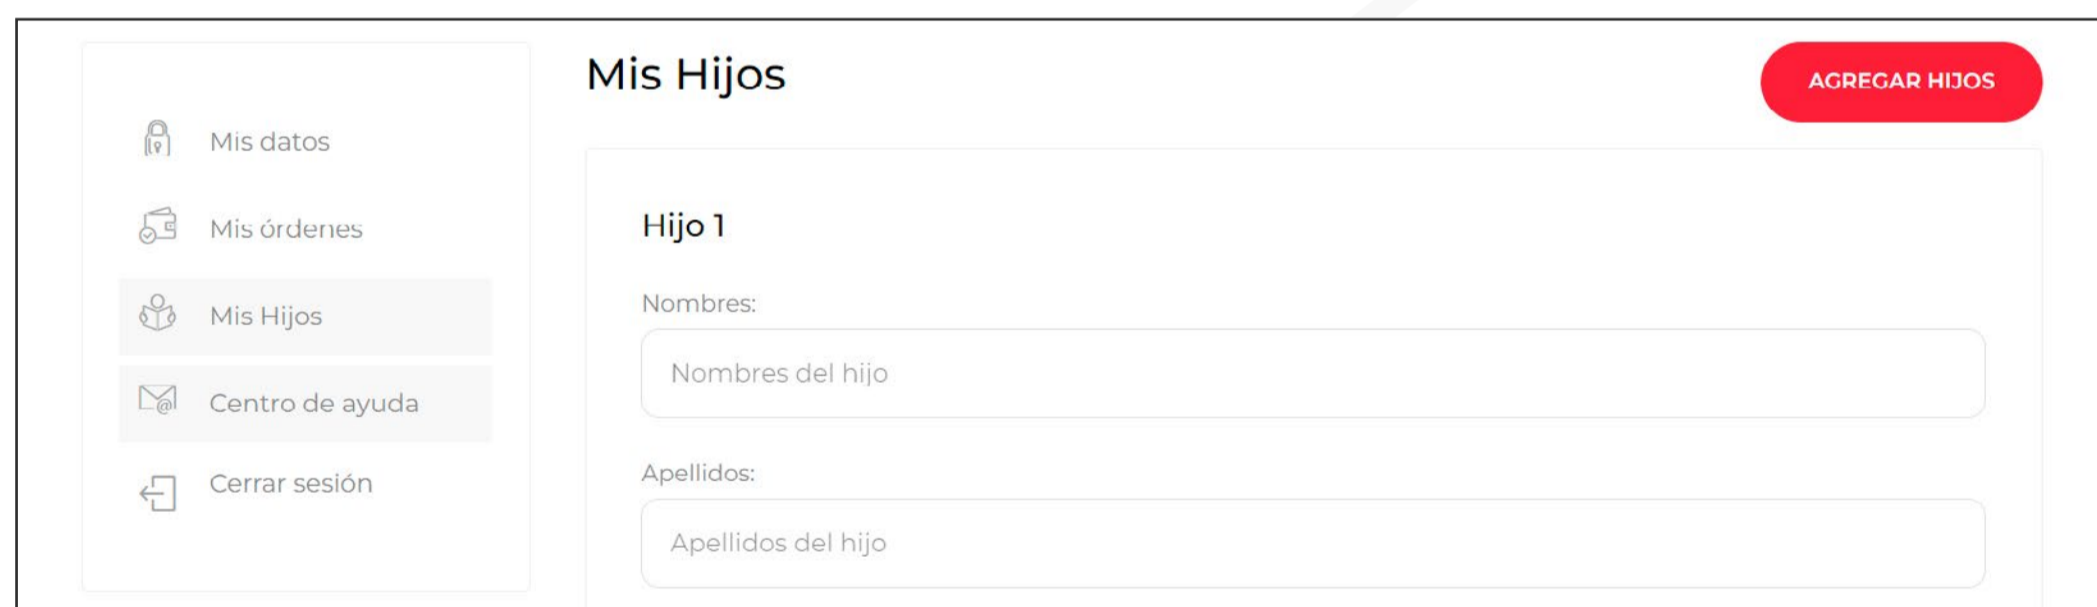 Mis datos
Mis órdenes
Mis Hijos
Centro de ayuda
Cerrar sesión
Mis Hijos
AGREGAR HIJOS
Hijo 1
Nombres:
Nombres del hijo
Apellidos:
Apellidos del hijo